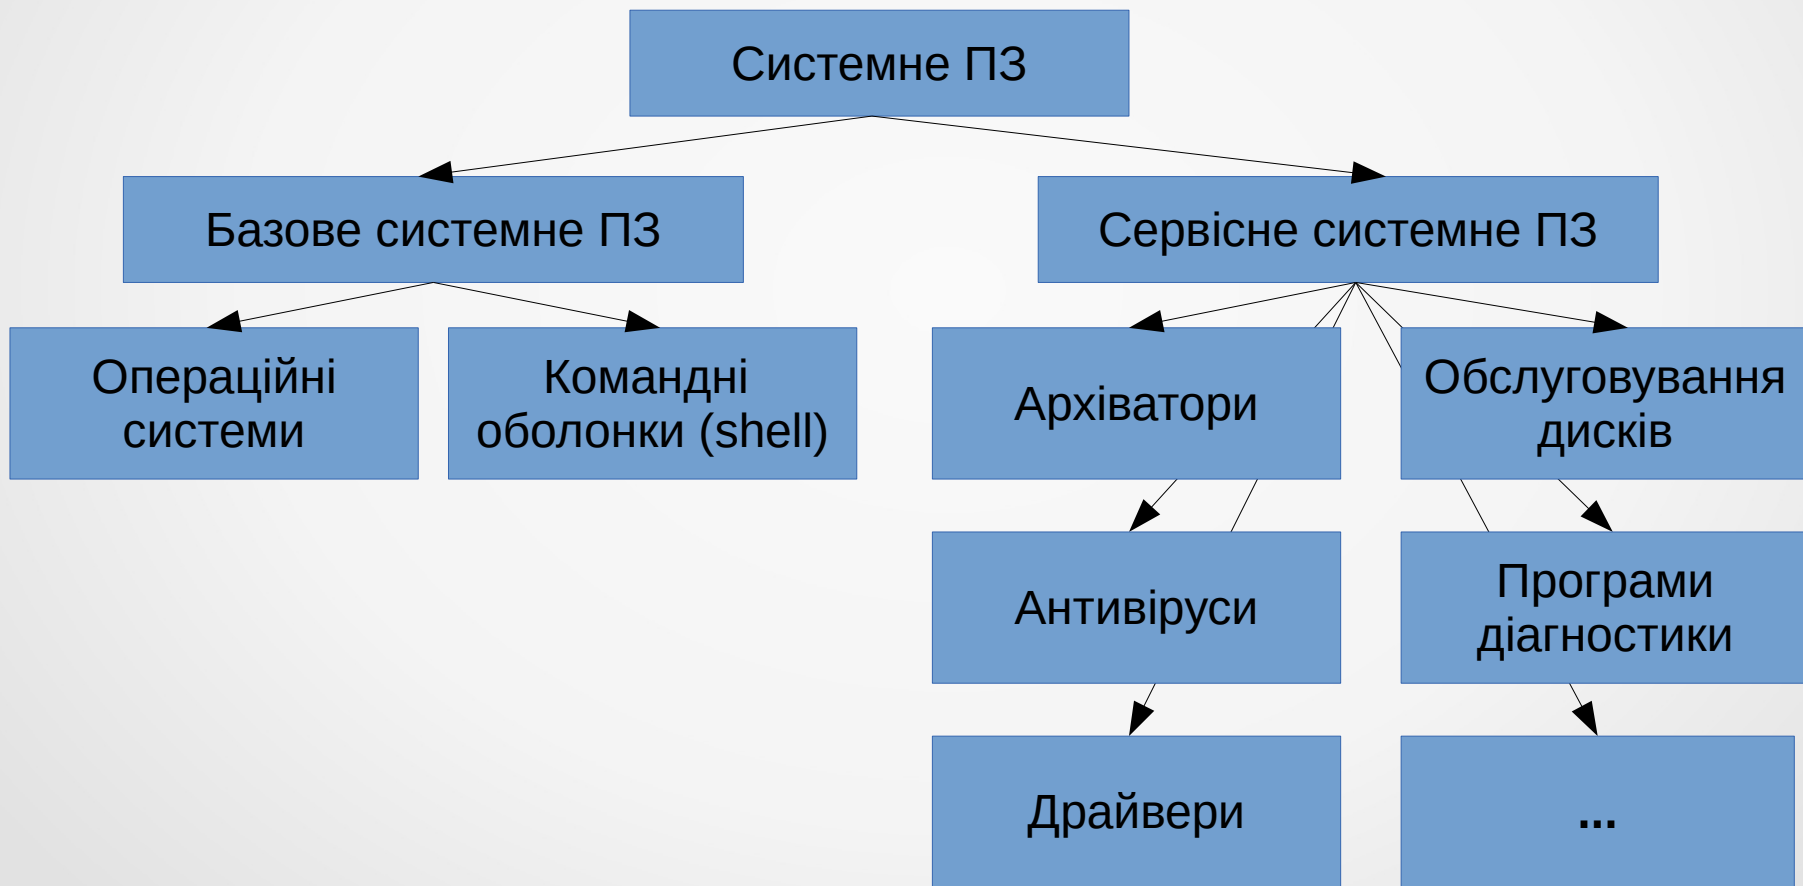 Системне ПЗ
Базове системне ПЗ
Сервісне системне ПЗ
Операційні
системи
Командні
оболонки (shell)
Архіватори
Обслуговування
дисків
Антивіруси
Програми
діагностики
Драйвери
...